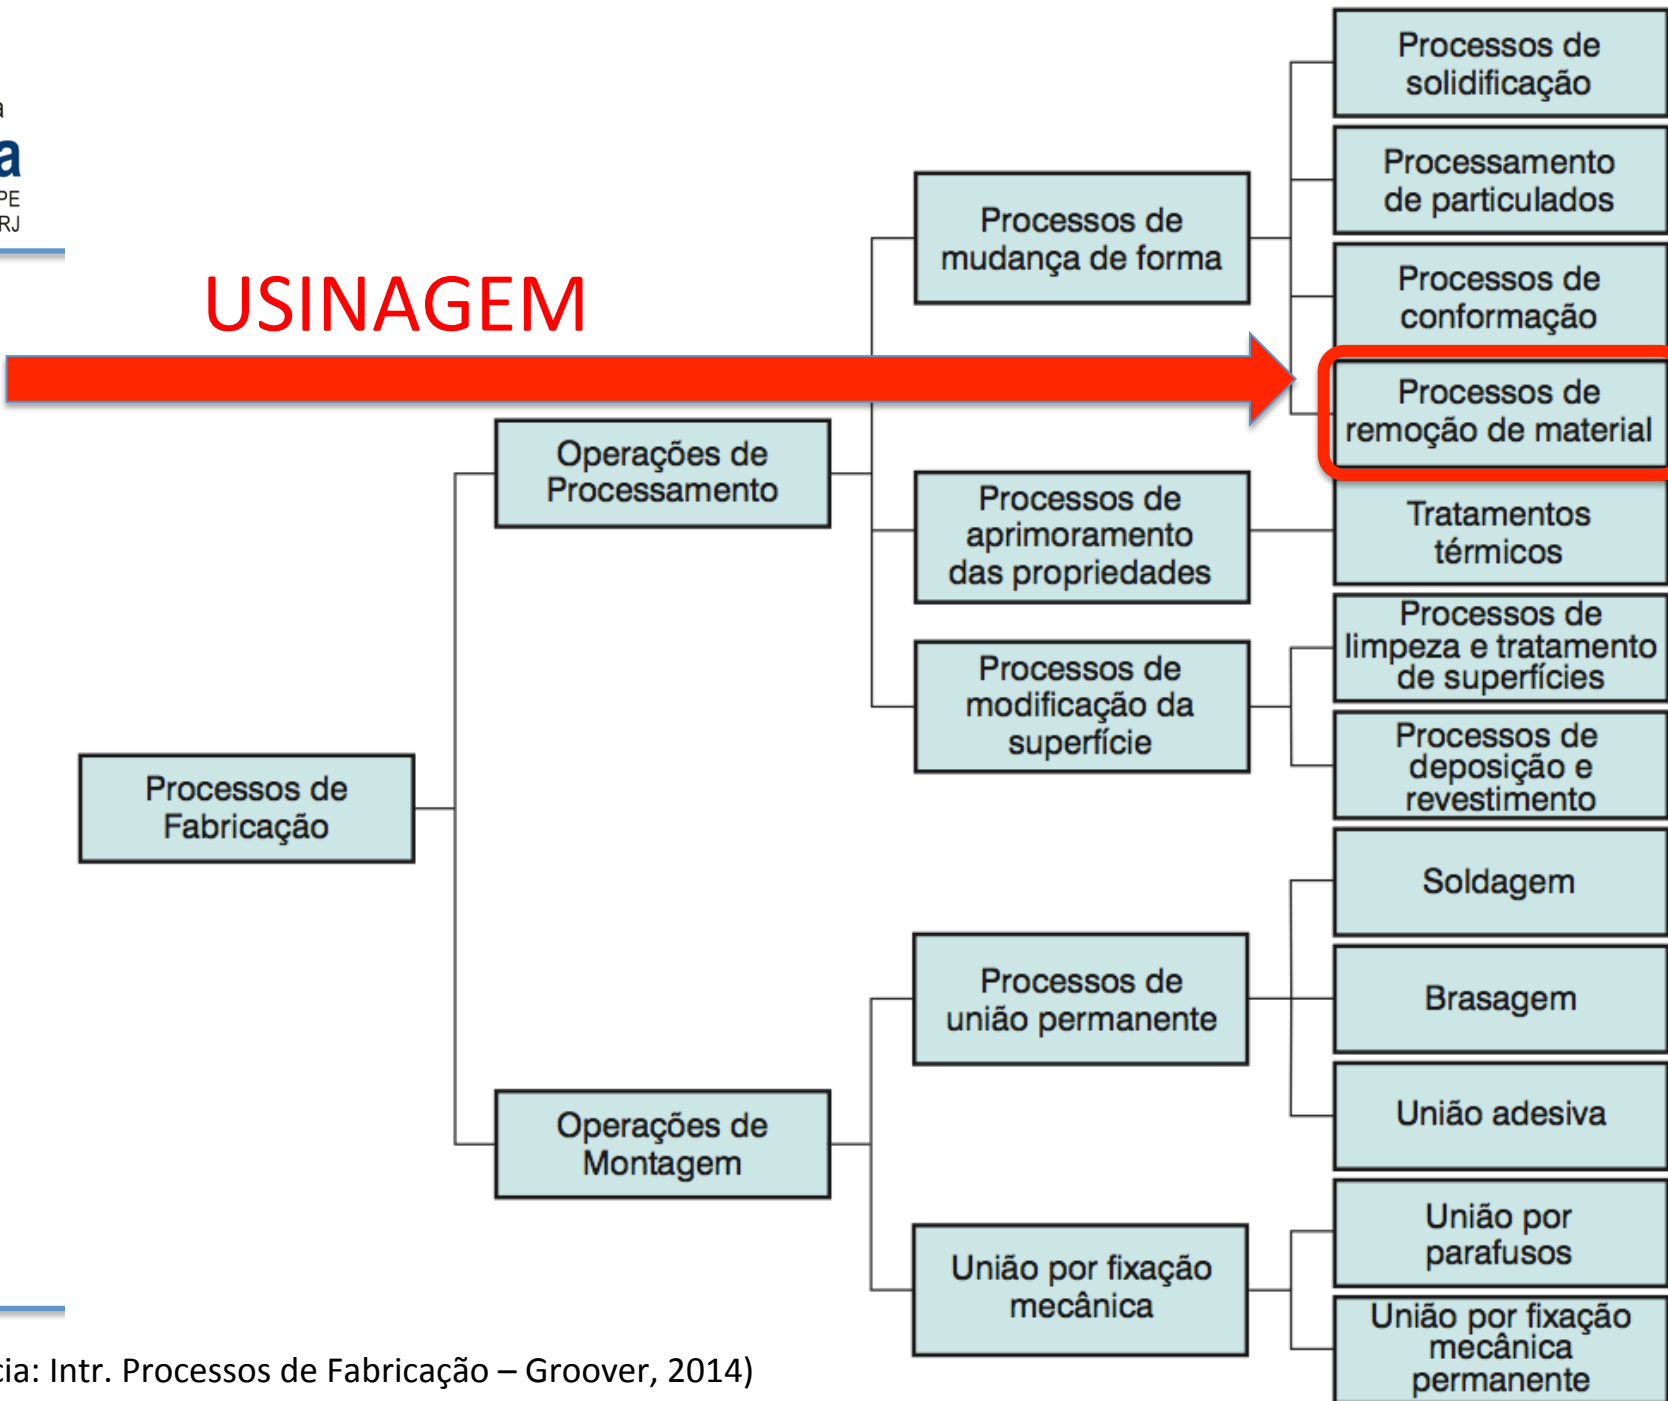 a
a
PE
RJ
USINAGEM
Processos de
Fabricação
Operações de
Processamento
Operações de
Montagem
Processos de
mudança de forma
Processos de
aprimoramento
das propriedades
Processos de
modificação da
superfície
Processos de
união permanente
União por fixação
mecânica
Processos de
solidificação
Processamento
de particulados
Processos de
conformação
Processos de
remoção de material
Tratamentos
térmicos
Processos de
limpeza e tratamento
de superfícies
Processos de
deposição e
revestimento
Soldagem
Brasagem
União adesiva
União por
parafusos
União por fixação
mecânica
permanente
cia: Intr. Processos de Fabricação – Groover, 2014)